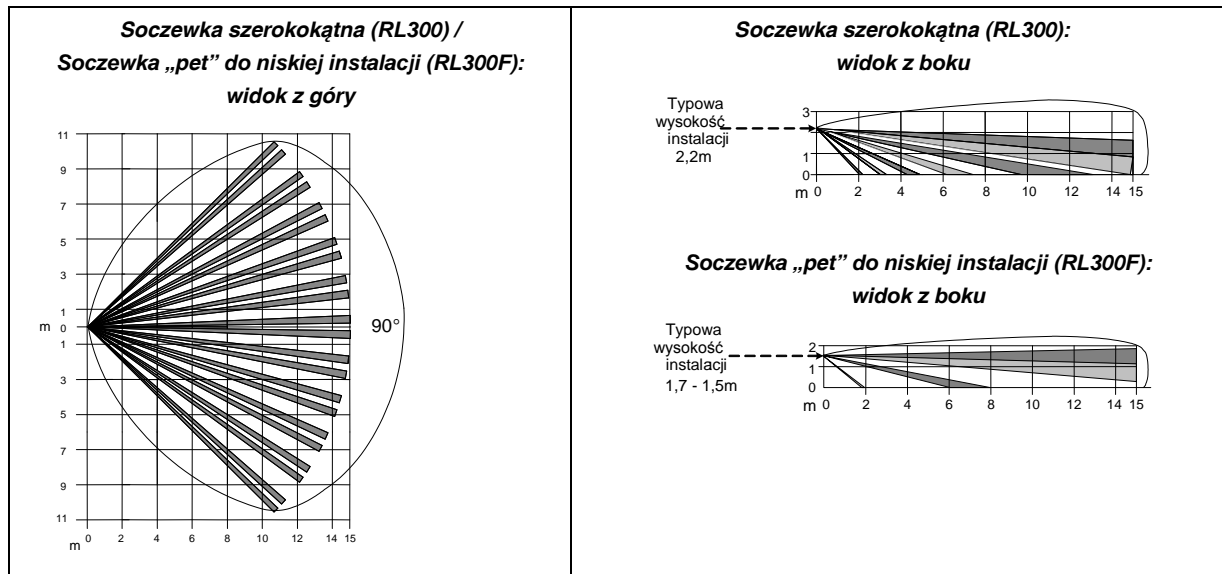 Soczewka szerokokątna (RL300) /
Soczewka „pet” do niskiej instalacji (RL300F):
widok z góry
11
9
7
5
3
1
m 0
1
3
5
7
9
11
90°
m 0 2 4 6 8 10 12 14 15
Soczewka szerokokątna (RL300):
widok z boku
Typowa
wysokość
instalacji
2,2m
3
1
0
m 0 2 4 6 8 10 12 14 15
Soczewka „pet” do niskiej instalacji (RL300F):
widok z boku
Typowa
wysokość
instalacji
1,7 - 1,5m
2
1
0
m 0 2 4 6 8 10 12 14 15